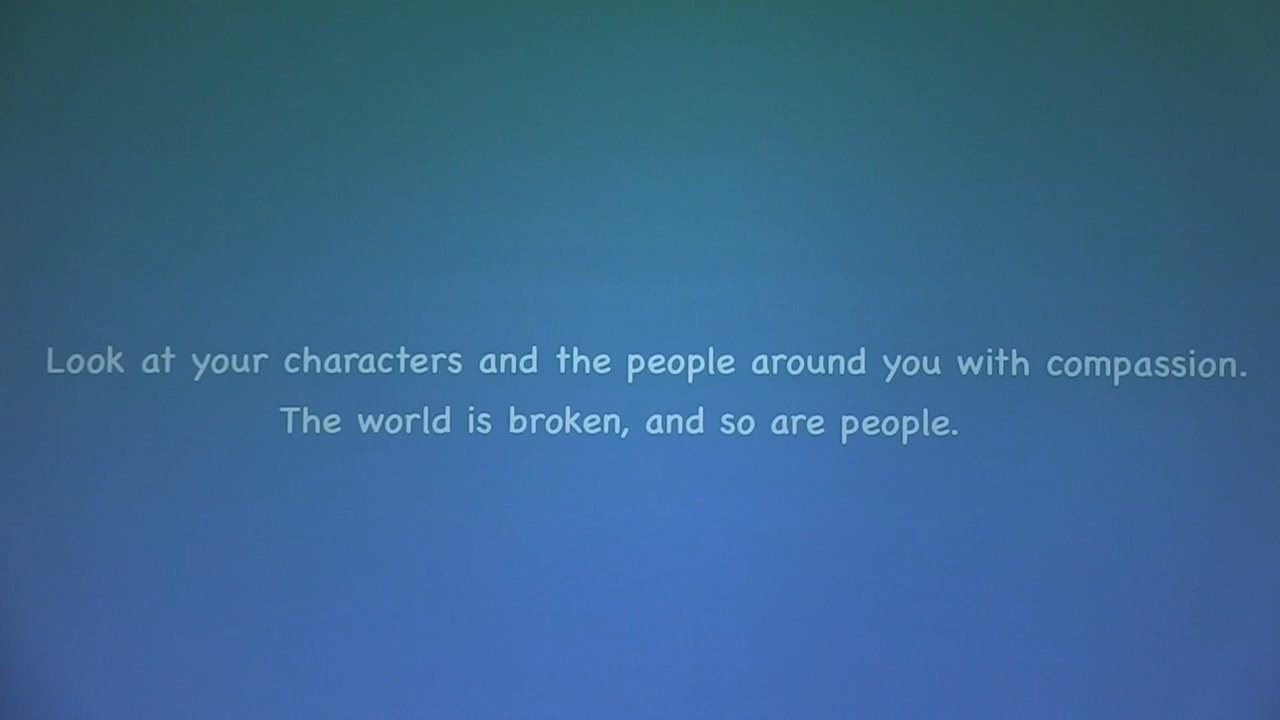 Look at your characters and the people around you with compassion.
The world is broken, and so are people.